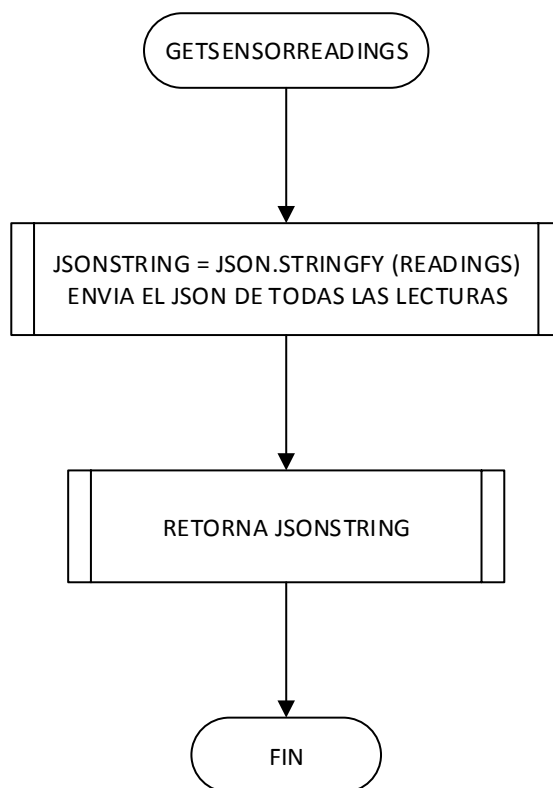 GETSENSORREADINGS
JSONSTRING = JSON.STRINGFY (READINGS)
ENVIA EL JSON DE TODAS LAS LECTURAS
RETORNA JSONSTRING
FIN